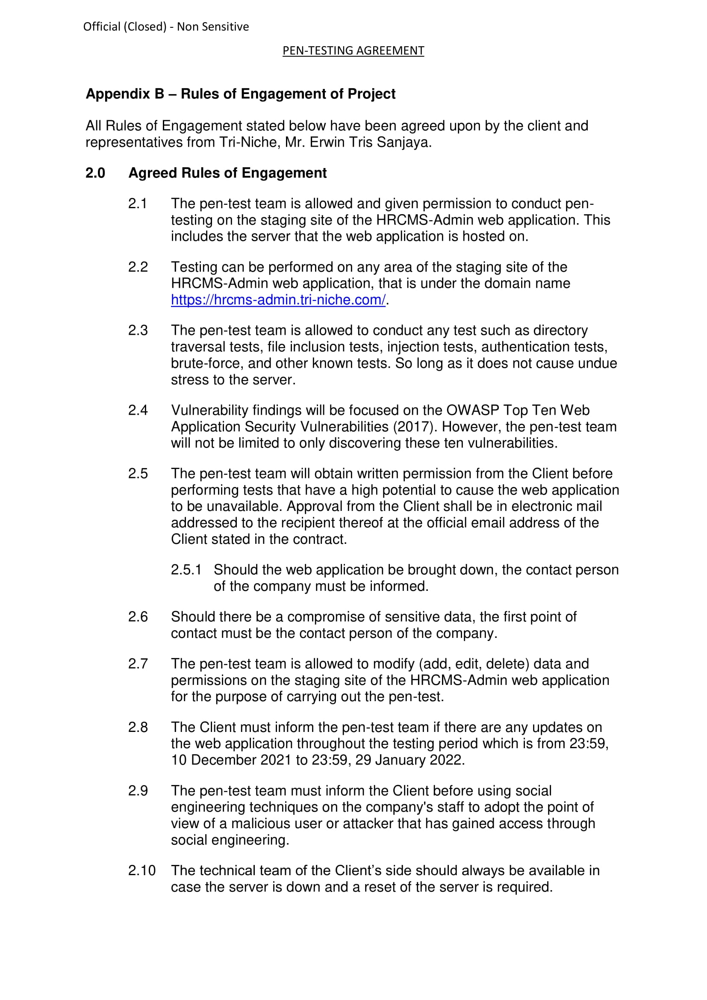 Official (Closed) - Non Sensitive
PEN-TESTING AGREEMENT
Appendix B – Rules of Engagement of Project
All Rules of Engagement stated below have been agreed upon by the client and
representatives from Tri-Niche, Mr. Erwin Tris Sanjaya.
2.0 Agreed Rules of Engagement
2.1 The pen-test team is allowed and given permission to conduct pen-
testing on the staging site of the HRCMS-Admin web application. This
includes the server that the web application is hosted on.
2.2 Testing can be performed on any area of the staging site of the
HRCMS-Admin web application, that is under the domain name
https://hrcms-admin.tri-niche.com/.
2.3 The pen-test team is allowed to conduct any test such as directory
traversal tests, file inclusion tests, injection tests, authentication tests,
brute-force, and other known tests. So long as it does not cause undue
stress to the server.
2.4 Vulnerability findings will be focused on the OWASP Top Ten Web
Application Security Vulnerabilities (2017). However, the pen-test team
will not be limited to only discovering these ten vulnerabilities.
2.5 The pen-test team will obtain written permission from the Client before
performing tests that have a high potential to cause the web application
to be unavailable. Approval from the Client shall be in electronic mail
addressed to the recipient thereof at the official email address of the
Client stated in the contract.
2.5.1 Should the web application be brought down, the contact person
of the company must be informed.
2.6 Should there be a compromise of sensitive data, the first point of
contact must be the contact person of the company.
2.7 The pen-test team is allowed to modify (add, edit, delete) data and
permissions on the staging site of the HRCMS-Admin web application
for the purpose of carrying out the pen-test.
2.8 The Client must inform the pen-test team if there are any updates on
the web application throughout the testing period which is from 23:59,
10 December 2021 to 23:59, 29 January 2022.
2.9 The pen-test team must inform the Client before using social
engineering techniques on the company's staff to adopt the point of
view of a malicious user or attacker that has gained access through
social engineering.
2.10 The technical team of the Client’s side should always be available in
case the server is down and a reset of the server is required.